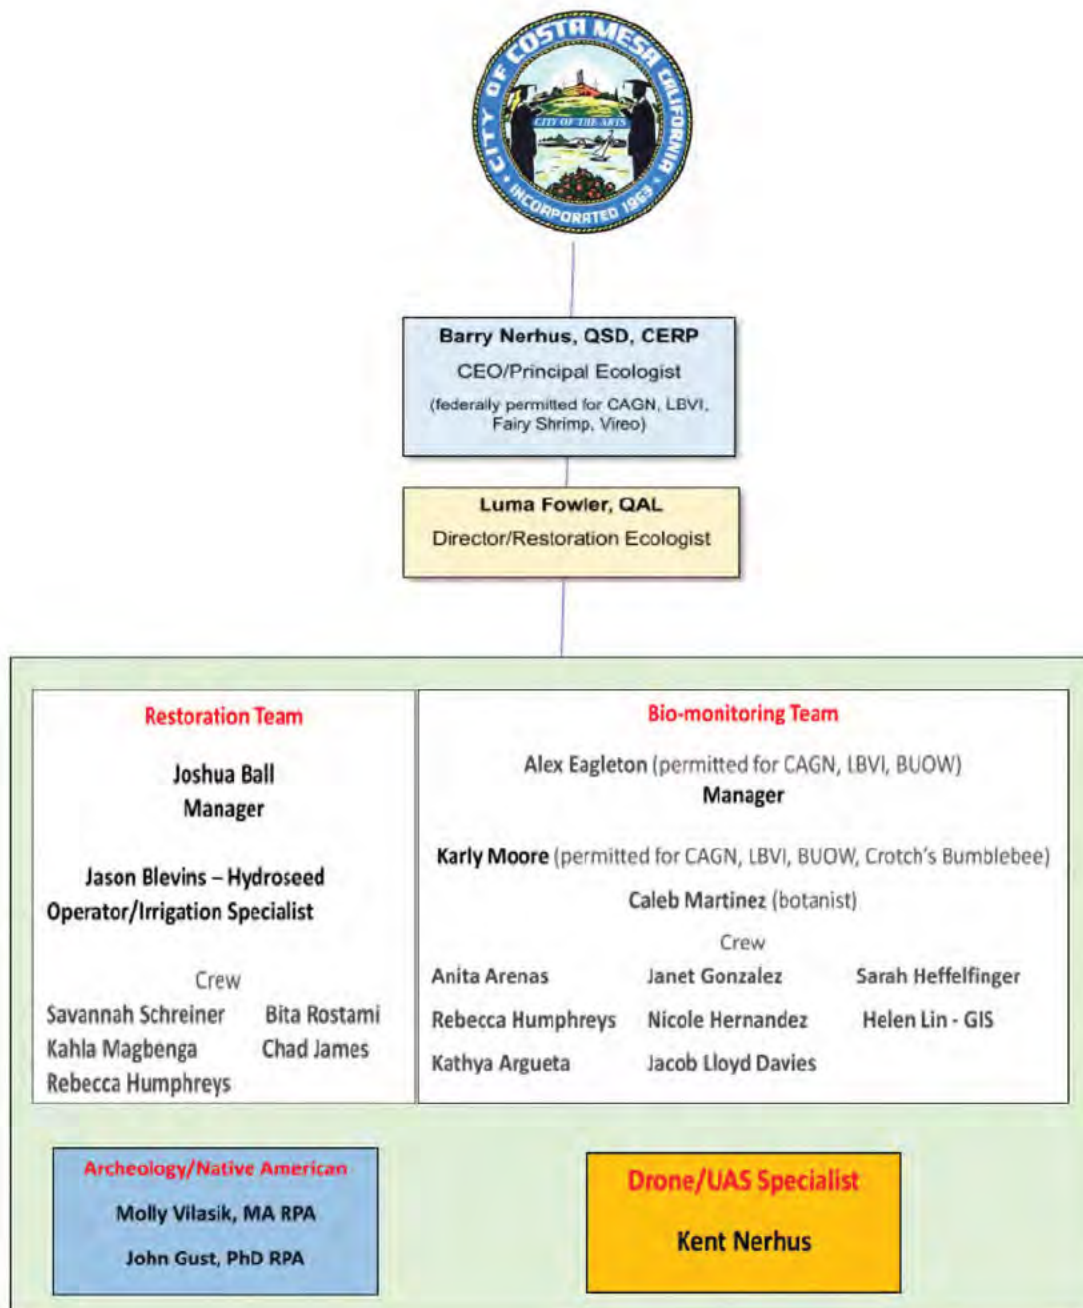 CITY OF COSTA MESA CALIFORNIA
CITY OF THE ARTS
INCORPORATED 1953
Barry Nerhus, QSD, CERP
CEO/Principal Ecologist
(federally permitted for CAGN, LBVI,
Fairy Shrimp, Vireo)
Luma Fowler, QAL
Director/Restoration Ecologist
Restoration Team
Joshua Ball
Manager
Jason Blevins – Hydroseed
Operator/Irrigation Specialist
Crew
Savannah Schreiner Bita Rostami
Kahla Magbenga Chad James
Rebecca Humphreys
Bio-monitoring Team
Alex Eagleton (permitted for CAGN, LBVI, BUOW)
Manager
Karly Moore (permitted for CAGN, LBVI, BUOW, Crotch's Bumblebee)
Caleb Martinez (botanist)
Crew
Anita Arenas Janet Gonzalez Sarah Heffelfinger
Rebecca Humphreys Nicole Hernandez Helen Lin - GIS
Kathya Argueta Jacob Lloyd Davies
Archeology/Native American
Molly Vilasik, MA RPA
John Gust, PhD RPA
Drone/UAS Specialist
Kent Nerhus